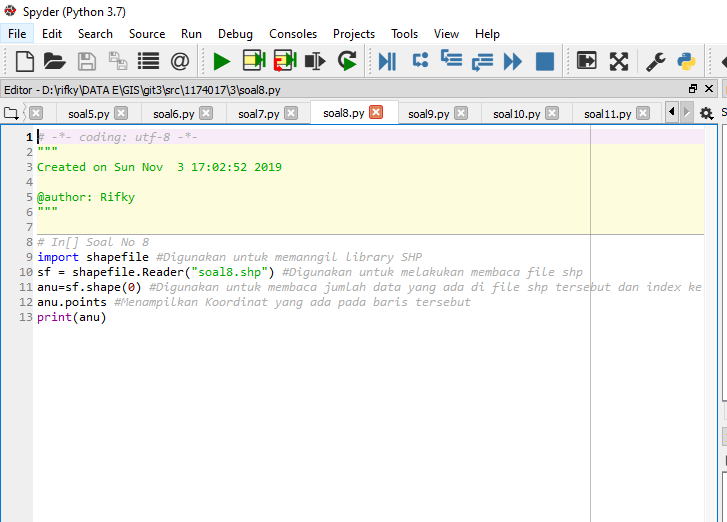 Spyder (Python 3.7)
File Edit Search Source Run Debug Consoles Projects Tools View Help
Editor - D:\rifky\DATA E\GIS\git3\src\1174017\3\soal8.py
soal5.py soal6.py soal7.py soal8.py soal9.py soal10.py soal11.py S
1 # -*- coding: utf-8 -*-
2 """
3 Created on Sun Nov  3 17:02:52 2019
4
5 @author: Rifky
6 """
7
8 # In[] Soal No 8
9 import shapefile #Digunakan untuk memanngil library SHP
10 sf = shapefile.Reader("soal8.shp") #Digunakan untuk melakukan membaca file shp
11 anu=sf.shape(0) #Digunakan untuk membaca jumlah data yang ada di file shp tersebut dan index ke
12 anu.points #Menampilkan Koordinat yang ada pada baris tersebut
13 print(anu)